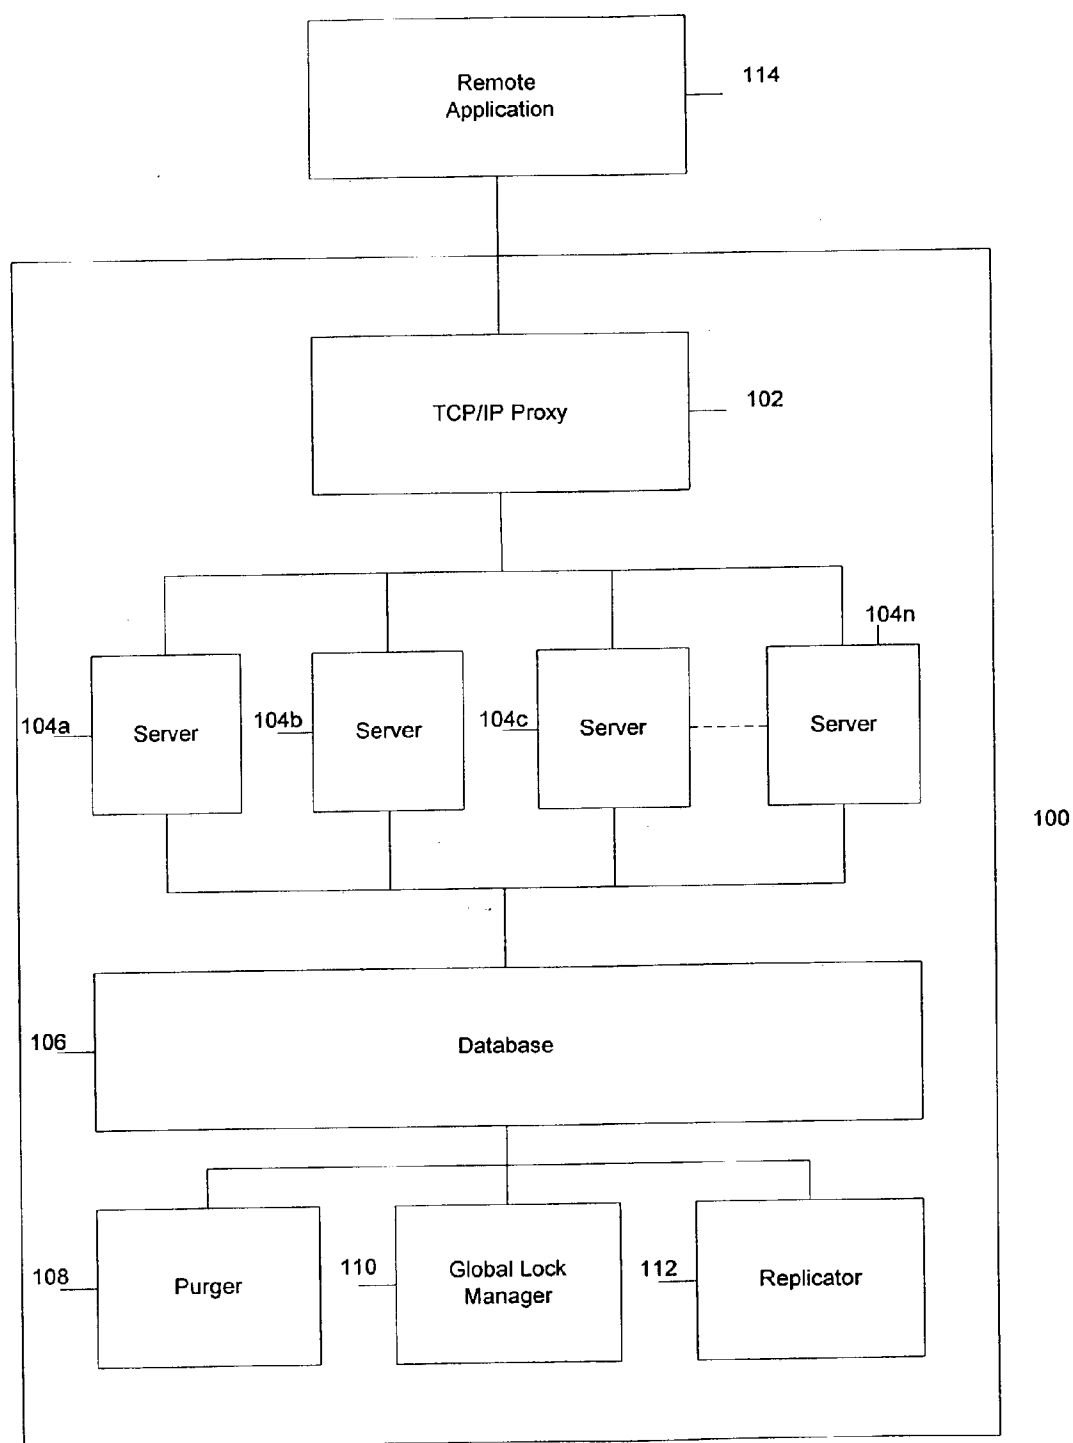 Remote
Application
114
TCP/IP Proxy
102
104n
104a
Server
104b
Server
104c
Server
Server
100
106
Database
108
Purger
110
Global Lock
Manager
112
Replicator